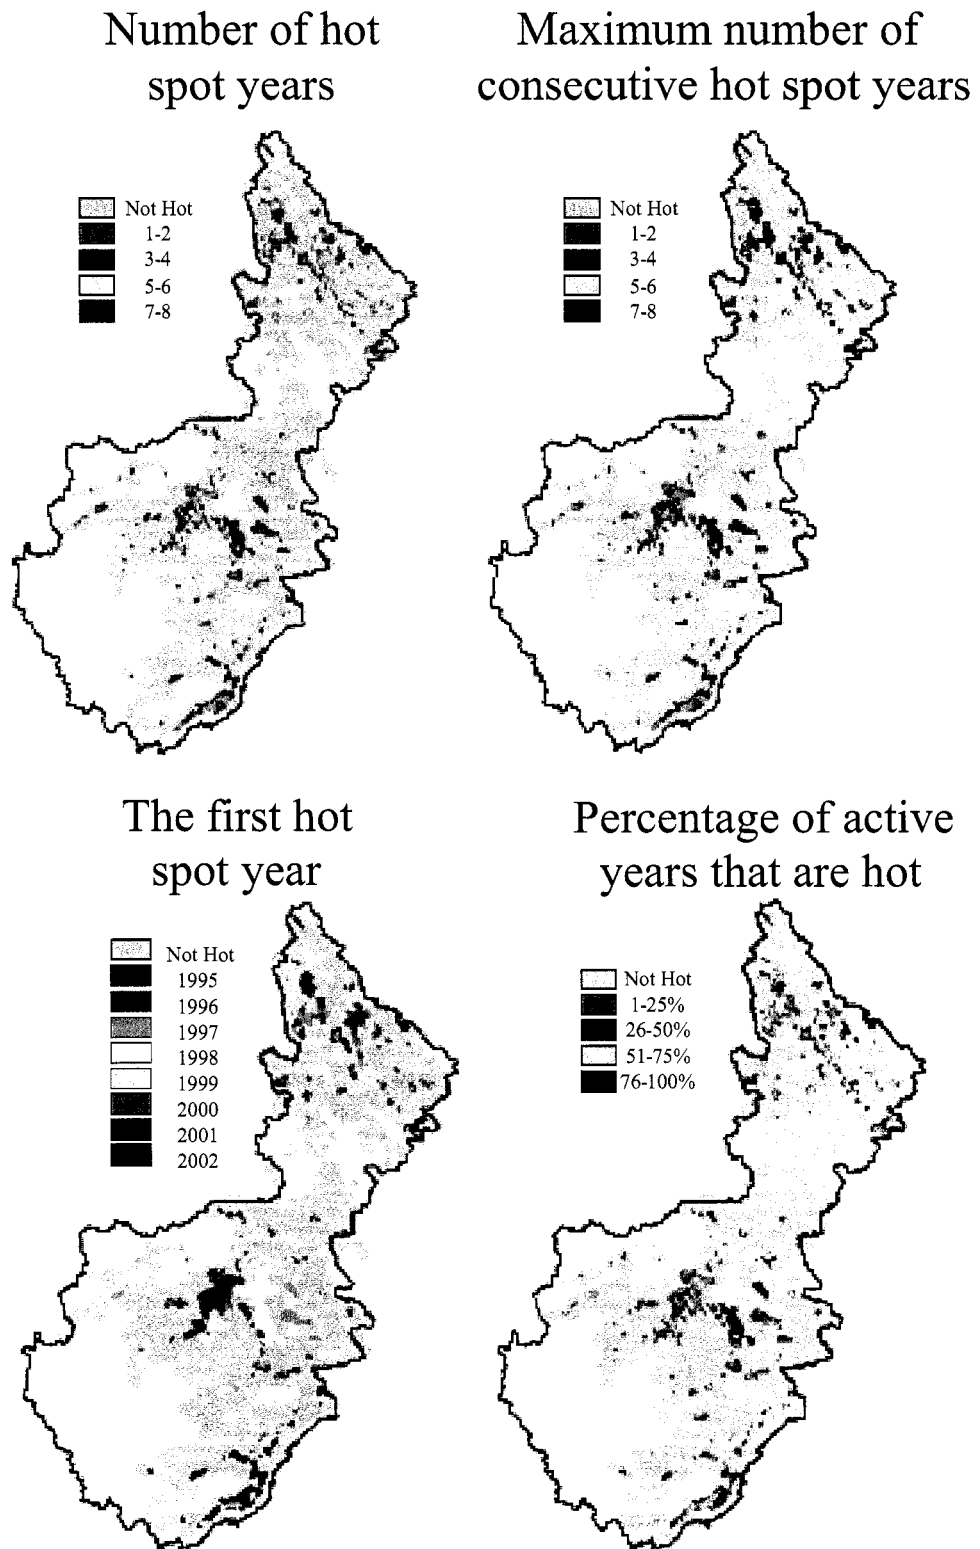 Number of hot
spot years
Not Hot
1-2
3-4
5-6
7-8
Maximum number of
consecutive hot spot years
Not Hot
1-2
3-4
5-6
7-8
The first hot
spot year
Not Hot
1995
1996
1997
1998
1999
2000
2001
2002
Percentage of active
years that are hot
Not Hot
1-25%
26-50%
51-75%
76-100%